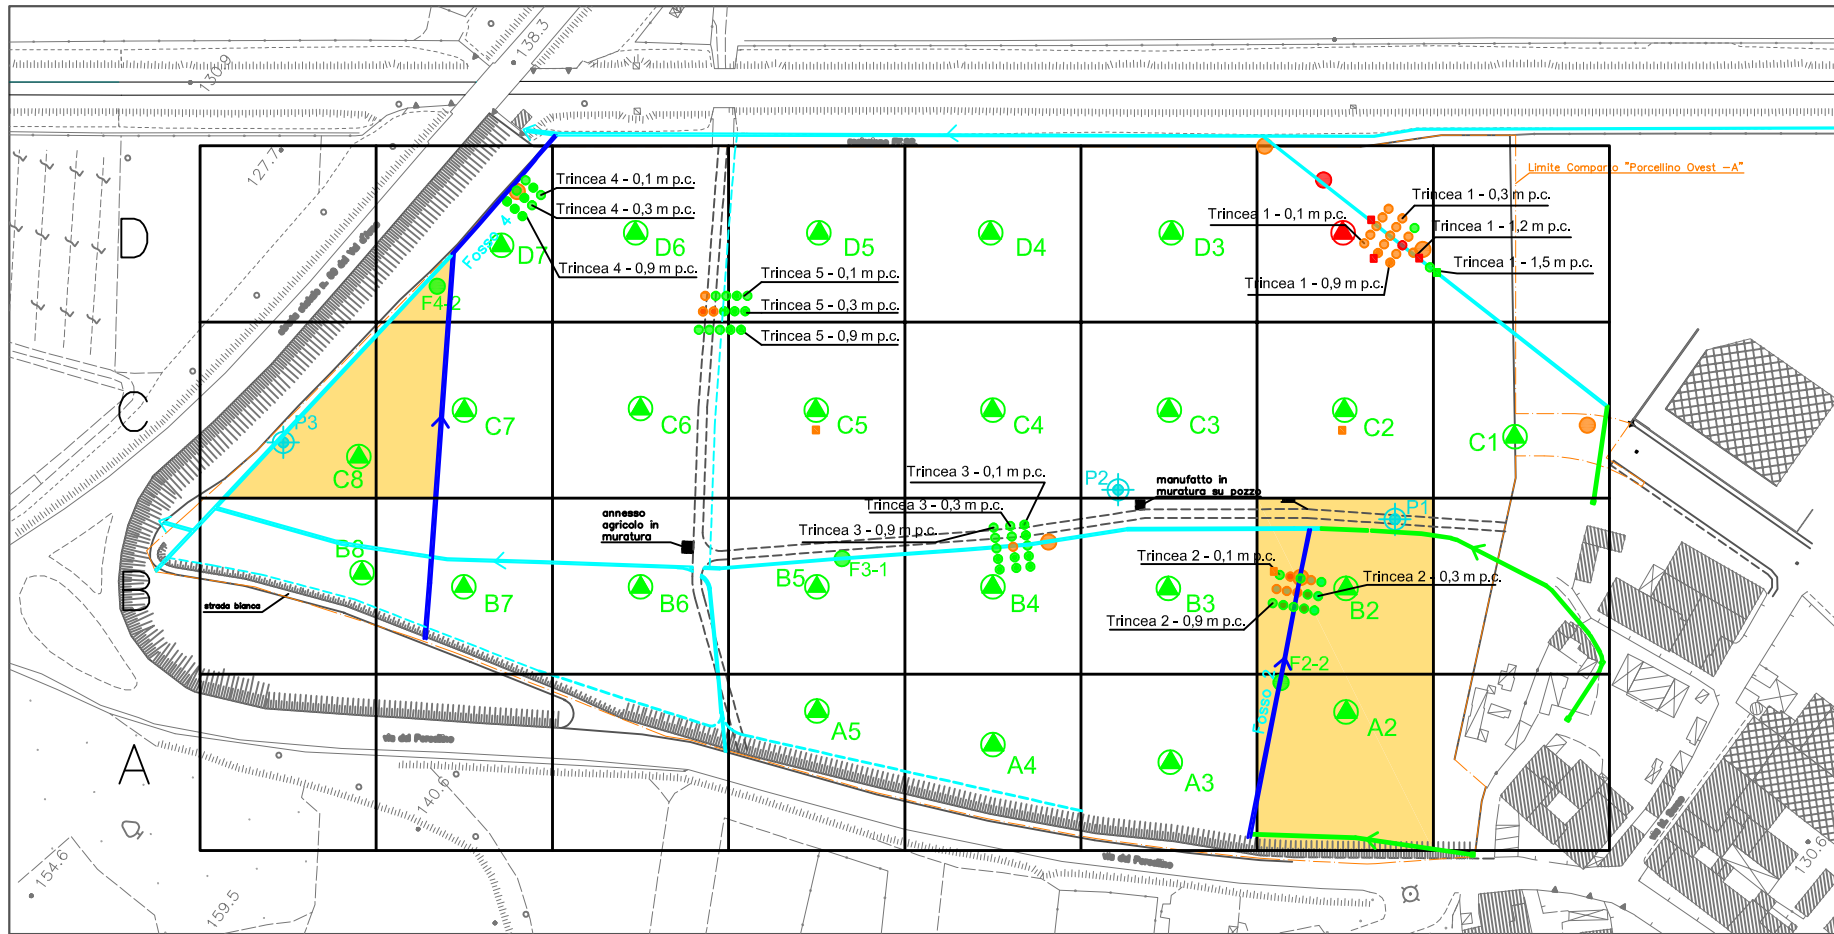 138.3
130.9
127.7
Limite Comparto "Porcellino Ovest -A"
Trincea 4 - 0,1 m p.c.
Trincea 4 - 0,3 m p.c.
Trincea 4 - 0,9 m p.c.
Trincea 1 - 0,3 m p.c.
Trincea 1 - 0,1 m p.c.
Trincea 1 - 1,2 m p.c.
Trincea 1 - 1,5 m p.c.
Trincea 1 - 0,9 m p.c.
D
Fosso 4
D7
D6
D5
D4
D3
Trincea 5 - 0,1 m p.c.
Trincea 5 - 0,3 m p.c.
Trincea 5 - 0,9 m p.c.
F4-2
C
P3
C8
C7
C6
C5
C4
C3
C2
C1
Trincea 3 - 0,1 m p.c.
Trincea 3 - 0,3 m p.c.
Trincea 3 - 0,9 m p.c.
P2
manufatto in
muratura su pozzo
P1
annesso
agricolo in
muratura
B
B8
B7
B6
B5
F3-1
B4
B3
B2
Trincea 2 - 0,1 m p.c.
Trincea 2 - 0,3 m p.c.
Trincea 2 - 0,9 m p.c.
strada bianca
F2-2
Fosso 2
A
A5
A4
A3
A2
via del Porcellino
via del Porcellino
140.6
154.6
159.5
130.6